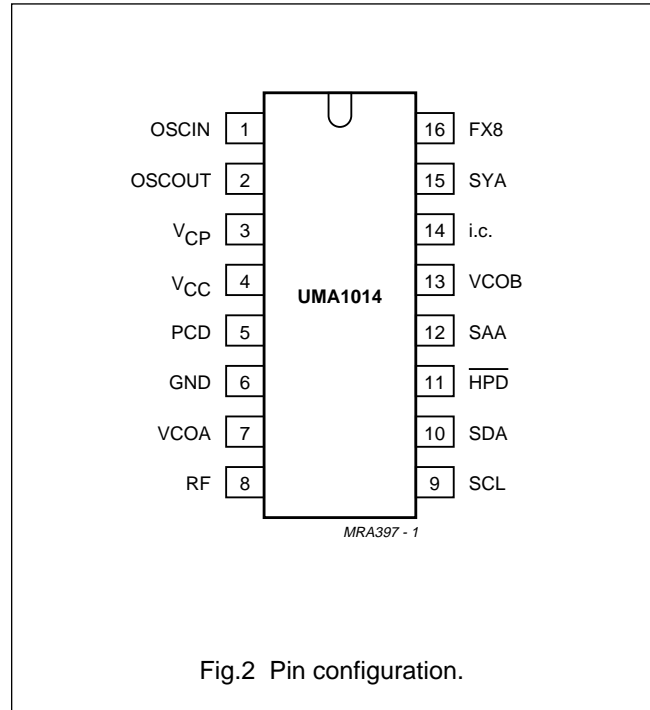 OSCIN 1 16 FX8
OSCOUT 2 15 SYA
VCP 3 14 i.c.
VCC 4 13 VCOB
UMA1014
PCD 5 12 SAA
GND 6 11 HPD
VCOA 7 10 SDA
RF 8 9 SCL
MRA397 - 1
Fig.2 Pin configuration.